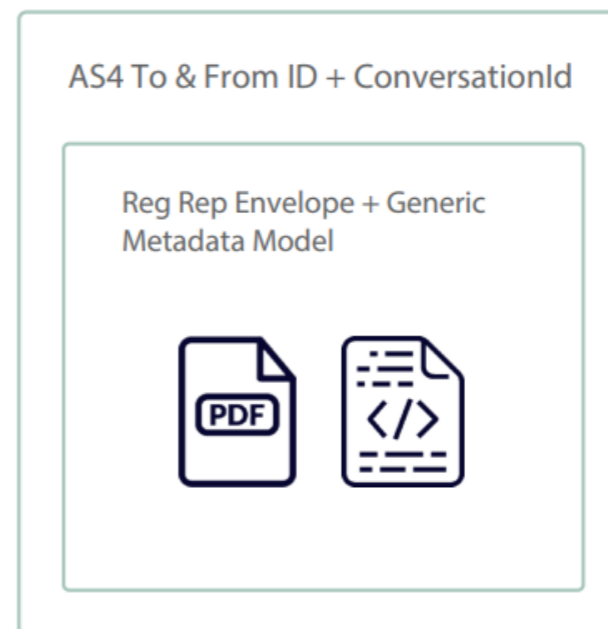 AS4 To & From ID + ConversationId
Reg Rep Envelope + Generic
Metadata Model
PDF
</>